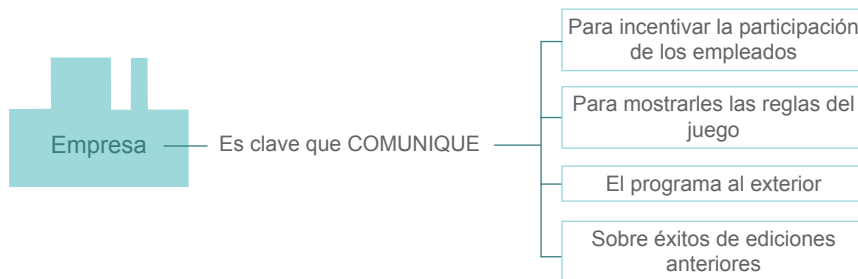 Empresa
Es clave que COMUNIQUE
Para incentivar la participación
de los empleados
Para mostrarles las reglas del
juego
El programa al exterior
Sobre éxitos de ediciones
anteriores